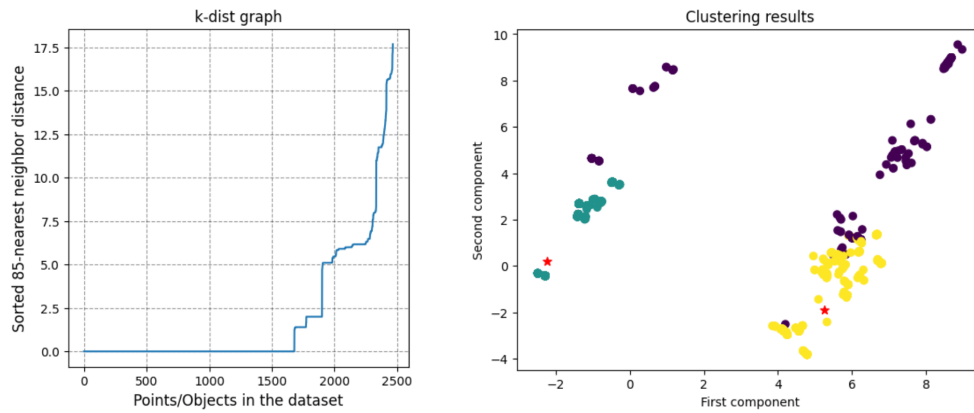 k-dist graph
Sorted 85-nearest neighbor distance
17.5
15.0
12.5
10.0
7.5
5.0
2.5
0.0
0 500 1000 1500 2000 2500
Points/Objects in the dataset
Clustering results
Second component
10
8
6
4
2
0
−2
−4
−2 0 2 4 6 8
First component